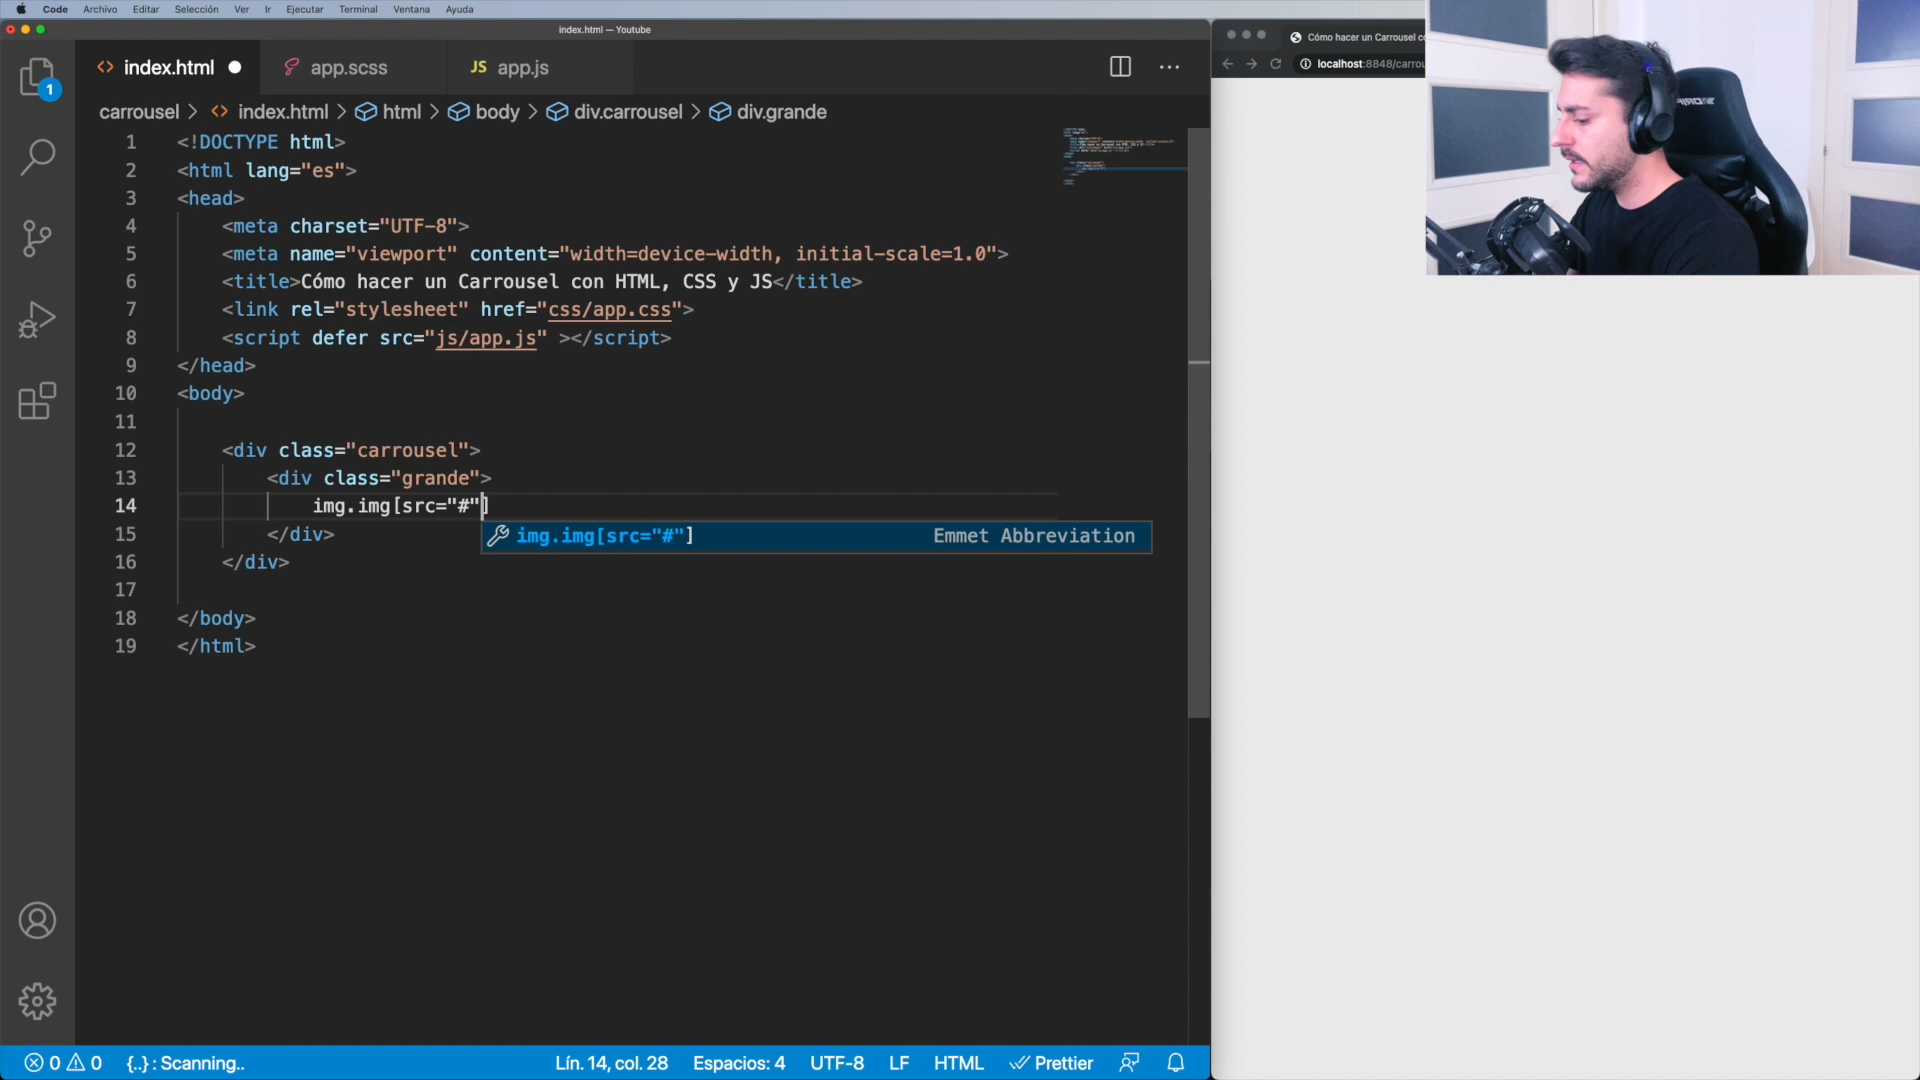 Code Archivo Editar Selección Ver Ir Ejecutar Terminal Ventana Ayuda
index.html — Youtube
index.html app.scss JS app.js
1
carrousel > index.html > html > body > div.carrousel > div.grande
1 <!DOCTYPE html>
2 <html lang="es">
3 <head>
4 <meta charset="UTF-8">
5 <meta name="viewport" content="width=device-width, initial-scale=1.0">
6 <title>Cómo hacer un Carrousel con HTML, CSS y JS</title>
7 <link rel="stylesheet" href="css/app.css">
8 <script defer src="js/app.js" ></script>
9 </head>
10 <body>
11
12 <div class="carrousel">
13 <div class="grande">
14 img.img[src="#"]
img.img[src="#"] Emmet Abbreviation
15 </div>
16 </div>
17
18 </body>
19 </html>
0 0 {..} : Scanning.. Lín. 14, col. 28 Espacios: 4 UTF-8 LF HTML Prettier
Cómo hacer un Carrousel co
localhost:8848/carrou